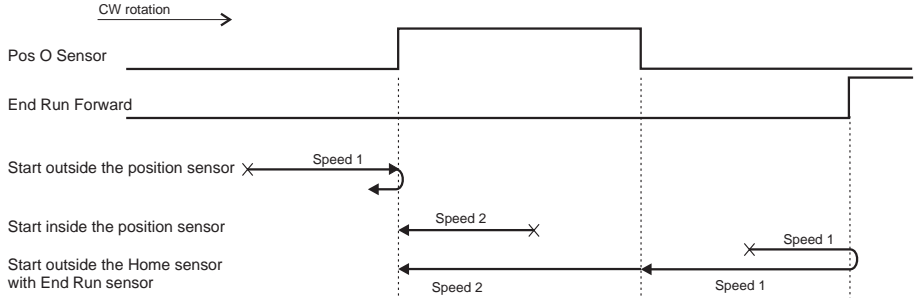 CW rotation
Pos O Sensor
End Run Forward
Start outside the position sensor
Speed 1
Start inside the position sensor
Speed 2
Speed 1
Start outside the Home sensor
with End Run sensor
Speed 2
Speed 1